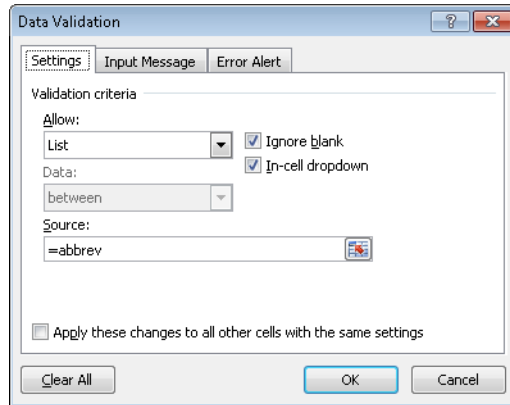 Data Validation
Settings Input Message Error Alert
Validation criteria
Allow:
List
Ignore blank
Data:
In-cell dropdown
between
Source:
=abbrev
Apply these changes to all other cells with the same settings
Clear All OK Cancel